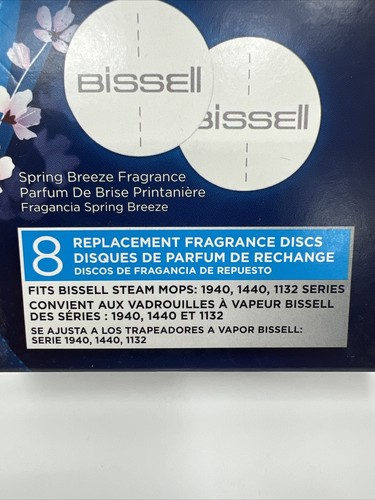 BISSELL
BISSELL
Spring Breeze Fragrance
Parfum De Brise Printanière
Fragancia Spring Breeze
8 REPLACEMENT FRAGRANCE DISCS
DISQUES DE PARFUM DE RECHANGE
DISCOS DE FRAGANCIA DE REPUESTO
FITS BISSELL STEAM MOPS: 1940, 1440, 1132 SERIES
CONVIENT AUX VADROUILLES À VAPEUR BISSELL
DES SÉRIES : 1940, 1440 ET 1132
SE AJUSTA A LOS TRAPEADORES A VAPOR BISSELL:
SERIE 1940, 1440, 1132